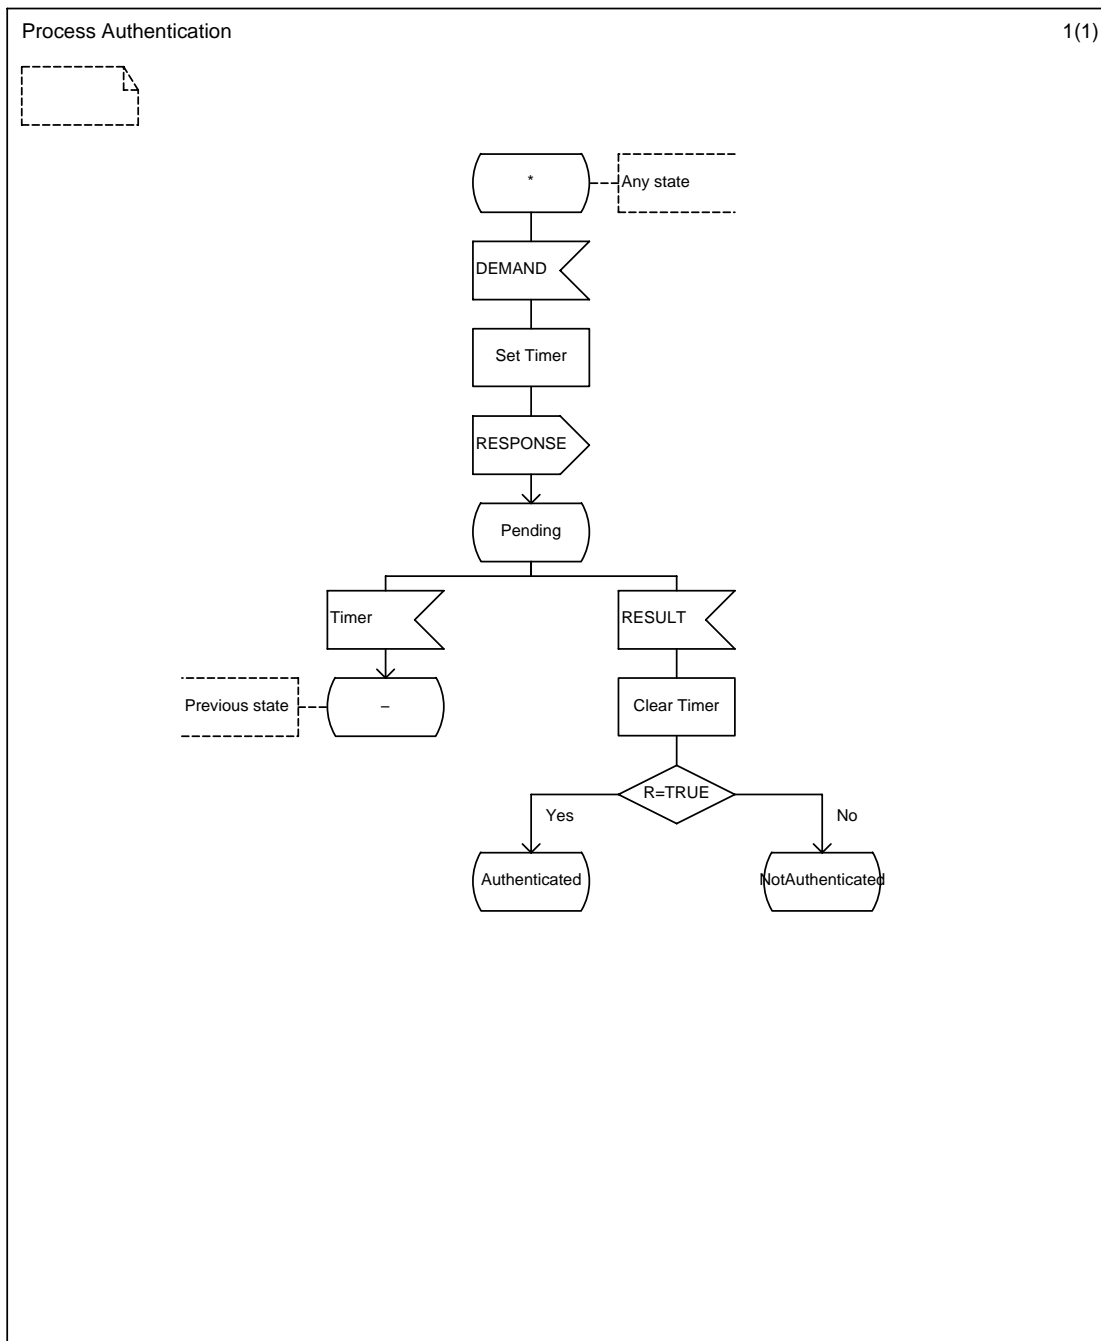 Process Authentication
1(1)
*
Any state
DEMAND
Set Timer
RESPONSE
Pending
Timer
RESULT
Previous state
–
Clear Timer
R=TRUE
Yes
No
Authenticated
NotAuthenticated